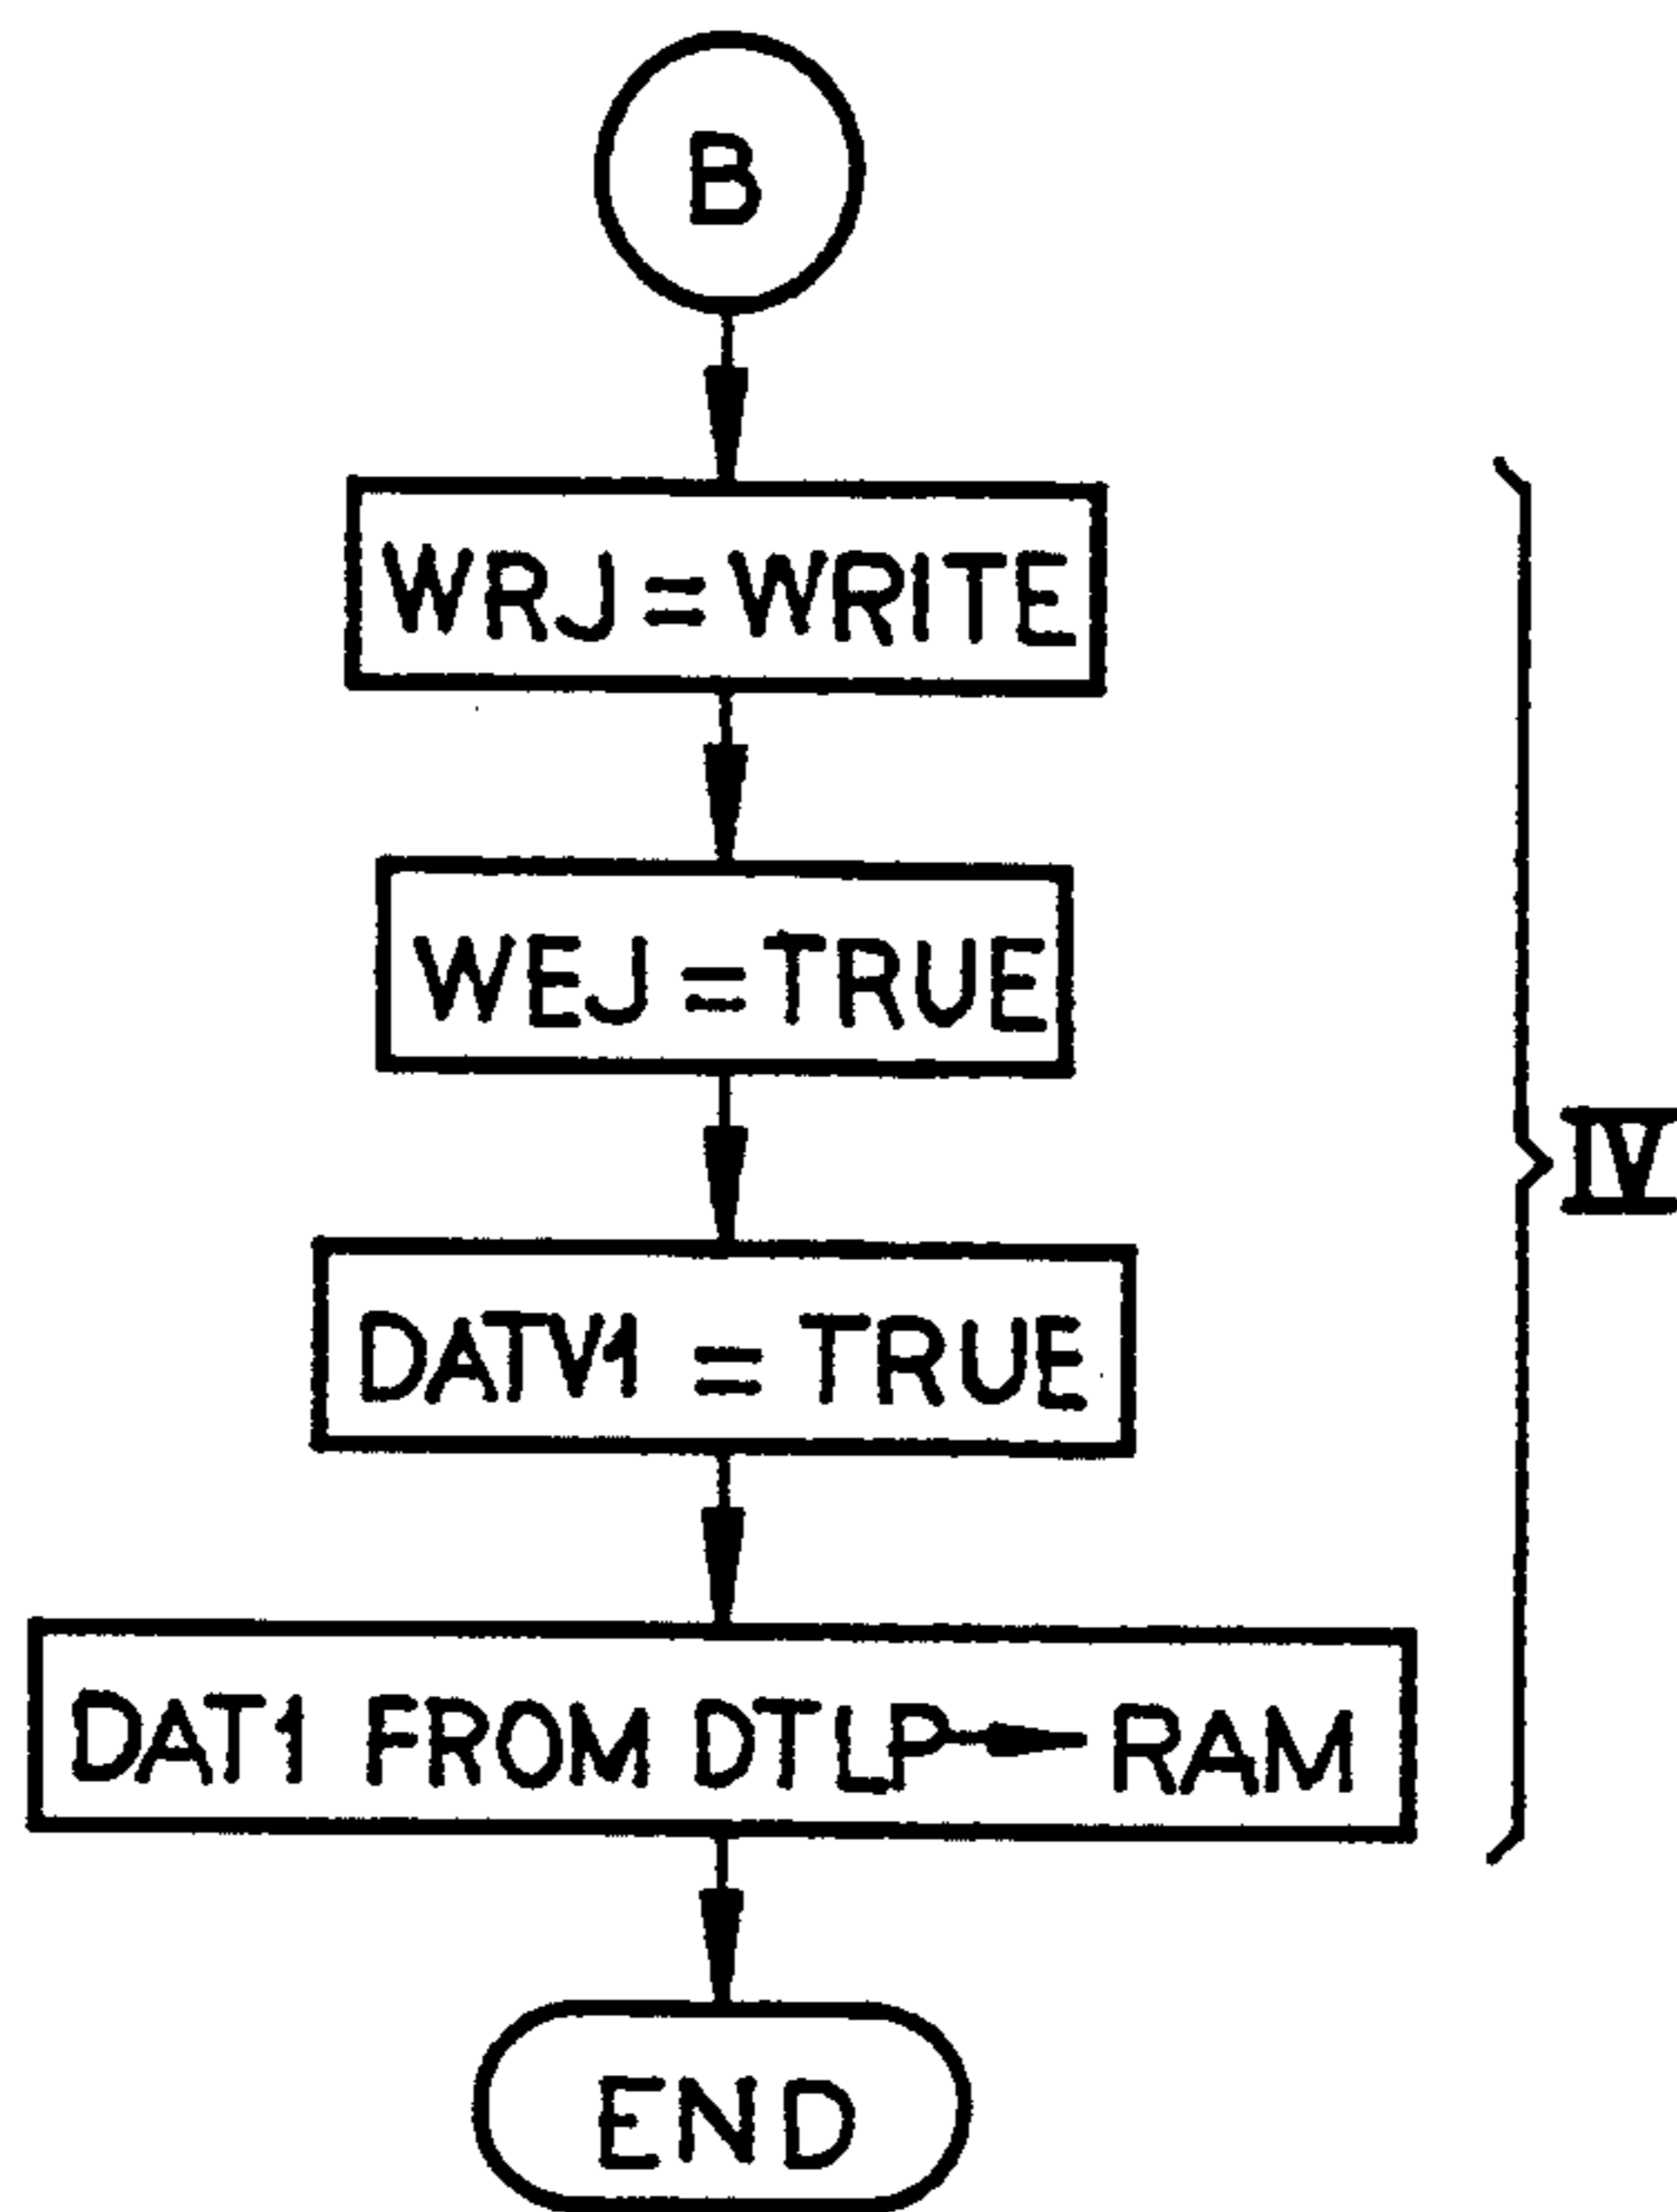 B
WRJ=WRITE
WEJ=TRUE
DATV1 = TRUE
IV
DAT1 FROM DTLP→ RAM
END